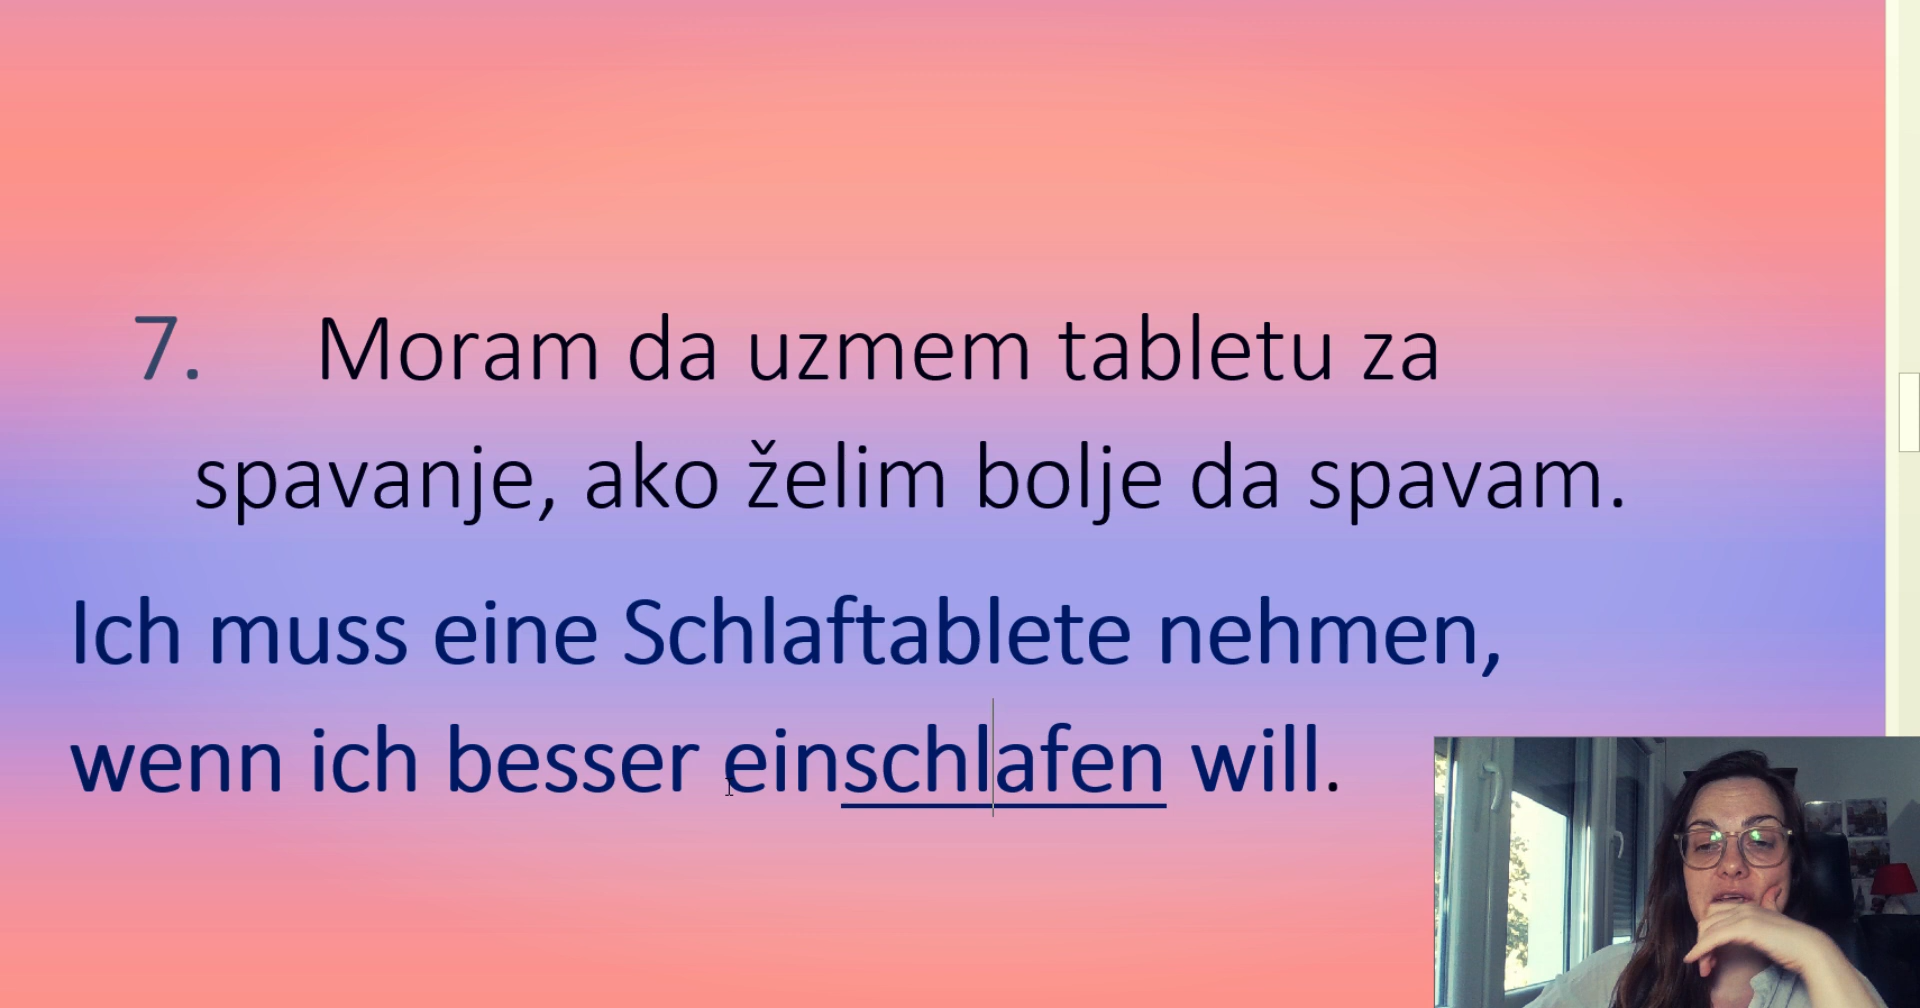 7. Moram da uzmem tabletu za
spavanje, ako želim bolje da spavam.
Ich muss eine Schlaftablete nehmen,
wenn ich besser einschlafen will.